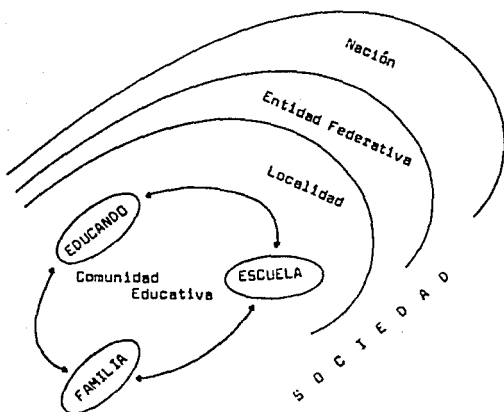 Nación
Entidad Federativa
Localidad
EDUCANDO
Comunidad
Educativa
ESCUELA
FAMILIA
SOCIEDAD